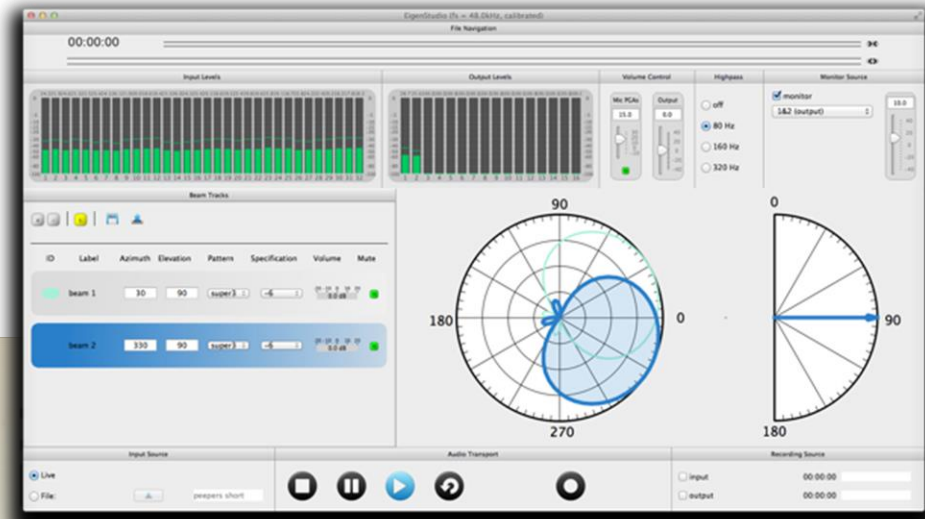 EigenStudio (fs = 48.0kHz, calibrated)
File Navigation
00:00:00
Input Levels
Output Levels
Volume Control
Highpass
Monitor Source
Mic PGAs
Output
15.0
0.0
off
80 Hz
160 Hz
320 Hz
monitor
1&2 (output)
10.0
1 2 3 4 5 6 7 8 9 10 11 12 13 14 15 16 17 18 19 20 21 22 23 24 25 26 27 28 29 30 31 32
1 2 3 4 5 6 7 8 9 10 11 12 13 14 15 16
Beam Tracks
ID Label Azimuth Elevation Pattern Specification Volume Mute
beam 1 30 90 super3 -6 0.0 dB
beam 2 330 90 super3 -6 0.0 dB
90
180
0
270
0
90
180
Input Source
Audio Transport
Recording Source
Live
File:
peepers short
input 00:00:00
output 00:00:00